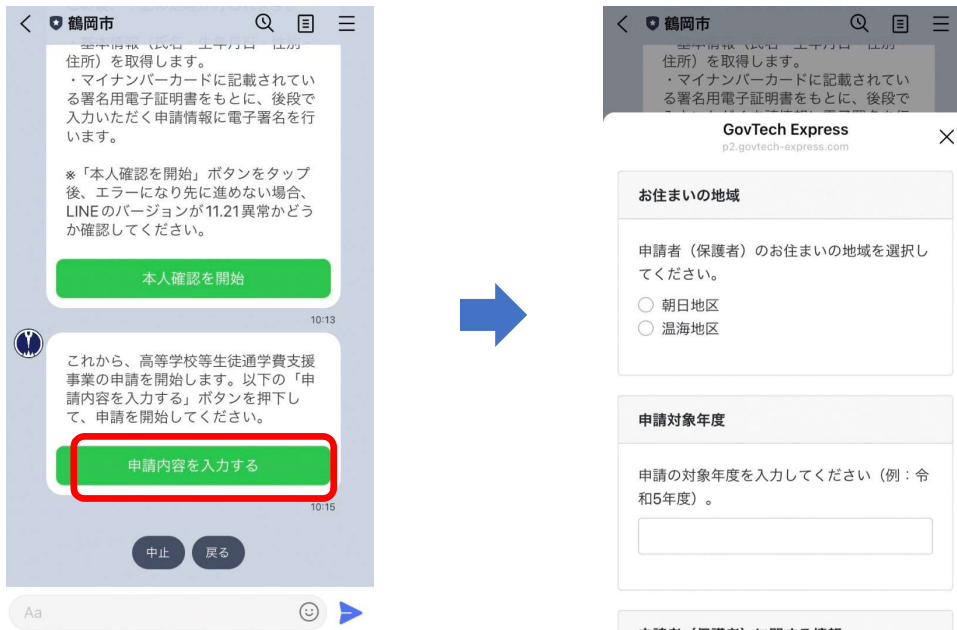 鶴岡市
・基本情報（氏名・生年月日・性別・
住所）を取得します。
・マイナンバーカードに記載されてい
る署名用電子証明書をもとに、後段で
入力いただく申請情報に電子署名を行
います。
※「本人確認を開始」ボタンをタップ
後、エラーになり先に進めない場合、
LINEのバージョンが11.21異常かどう
か確認してください。
本人確認を開始
10:13
これから、高等学校等生徒通学費支援
事業の申請を開始します。以下の「申
請内容を入力する」ボタンを押下し
て、申請を開始してください。
申請内容を入力する
10:15
中止
戻る
Aa
鶴岡市
住所）を取得します。
・マイナンバーカードに記載されてい
る署名用電子証明書をもとに、後段で
GovTech Express
p2.govtech-express.com
お住まいの地域
申請者（保護者）のお住まいの地域を選択し
てください。
朝日地区
温海地区
申請対象年度
申請の対象年度を入力してください（例：令
和5年度）。
申請者（保護者）に関する情報